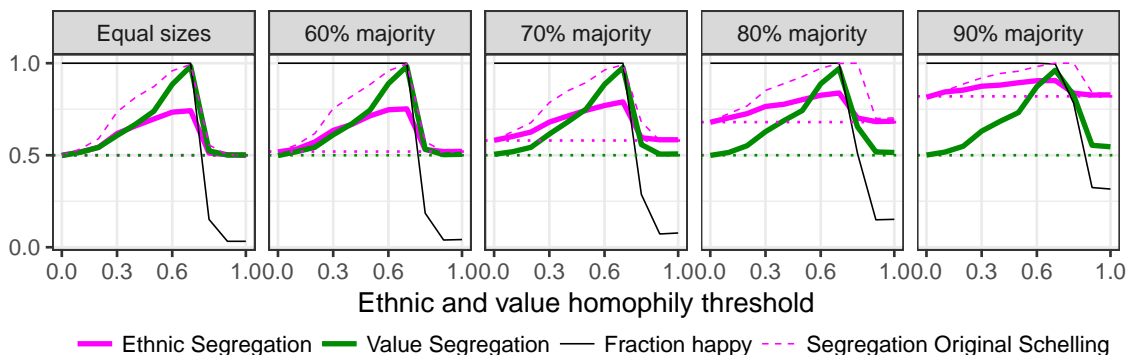 Equal sizes 60% majority 70% majority 80% majority 90% majority
1.0
0.5
0.0
0.0 0.3 0.6 1.0 0.0 0.3 0.6 1.0 0.0 0.3 0.6 1.0 0.0 0.3 0.6 1.0 0.0 0.3 0.6 1.0
Ethnic and value homophily threshold
Ethnic Segregation Value Segregation Fraction happy Segregation Original Schelling